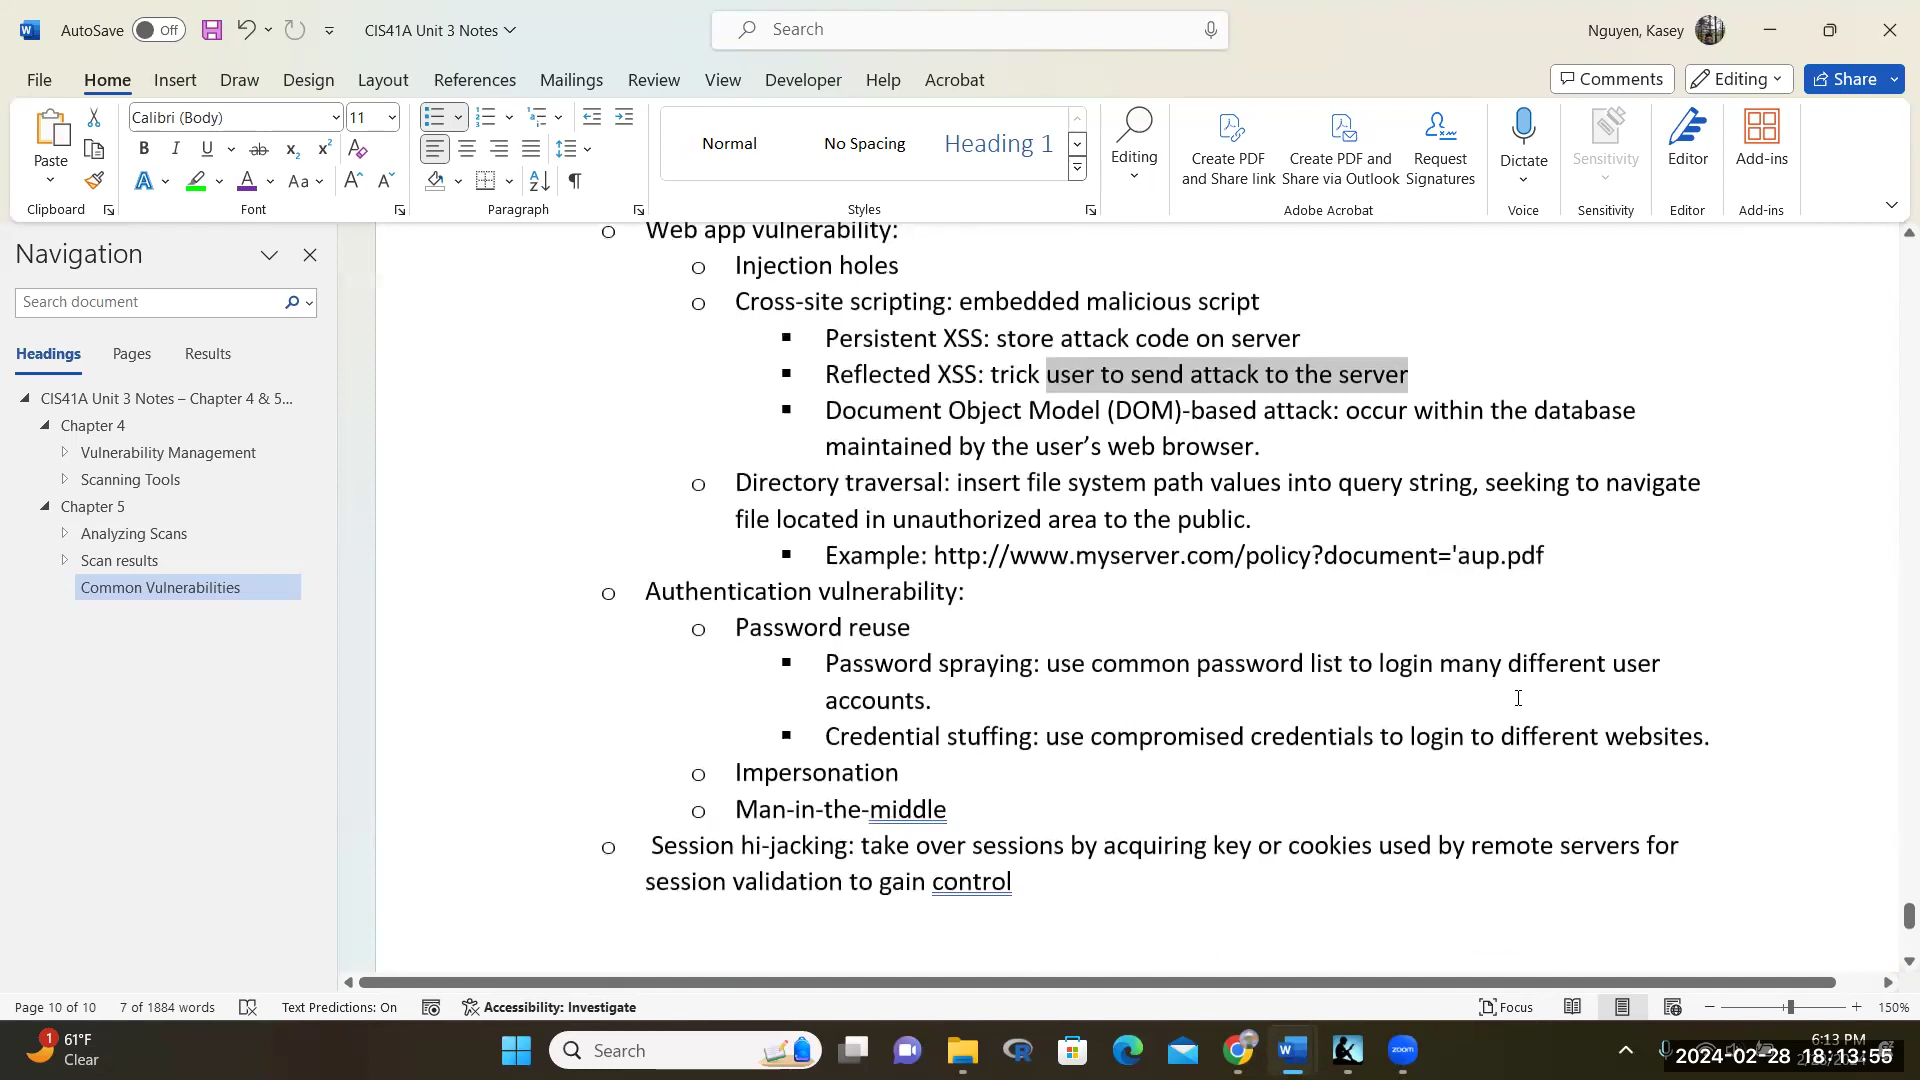 AutoSave Off CIS41A Unit 3 Notes Search Nguyen, Kasey
File Home Insert Draw Design Layout References Mailings Review View Developer Help Acrobat Comments Editing Share
Calibri (Body) 11
Paste
Normal No Spacing Heading 1
Editing
Create PDF and Share link
Create PDF and Share via Outlook
Request Signatures
Dictate
Sensitivity
Editor
Add-ins
Clipboard Font Paragraph Styles Adobe Acrobat Voice Sensitivity Editor Add-ins
Navigation
Search document
Headings Pages Results
CIS41A Unit 3 Notes – Chapter 4 & 5...
Chapter 4
Vulnerability Management
Scanning Tools
Chapter 5
Analyzing Scans
Scan results
Common Vulnerabilities
o Web app vulnerability:
o Injection holes
o Cross-site scripting: embedded malicious script
▪ Persistent XSS: store attack code on server
▪ Reflected XSS: trick user to send attack to the server
▪ Document Object Model (DOM)-based attack: occur within the database
maintained by the user’s web browser.
o Directory traversal: insert file system path values into query string, seeking to navigate
file located in unauthorized area to the public.
▪ Example: http://www.myserver.com/policy?document='aup.pdf
o Authentication vulnerability:
o Password reuse
▪ Password spraying: use common password list to login many different user
accounts.
▪ Credential stuffing: use compromised credentials to login to different websites.
o Impersonation
o Man-in-the-middle
o Session hi-jacking: take over sessions by acquiring key or cookies used by remote servers for
session validation to gain control
Page 10 of 10 7 of 1884 words Text Predictions: On Accessibility: Investigate Focus 150%
1 61°F
Clear
Search
zoom
6:13 PM
2024-02-28 18:13:55